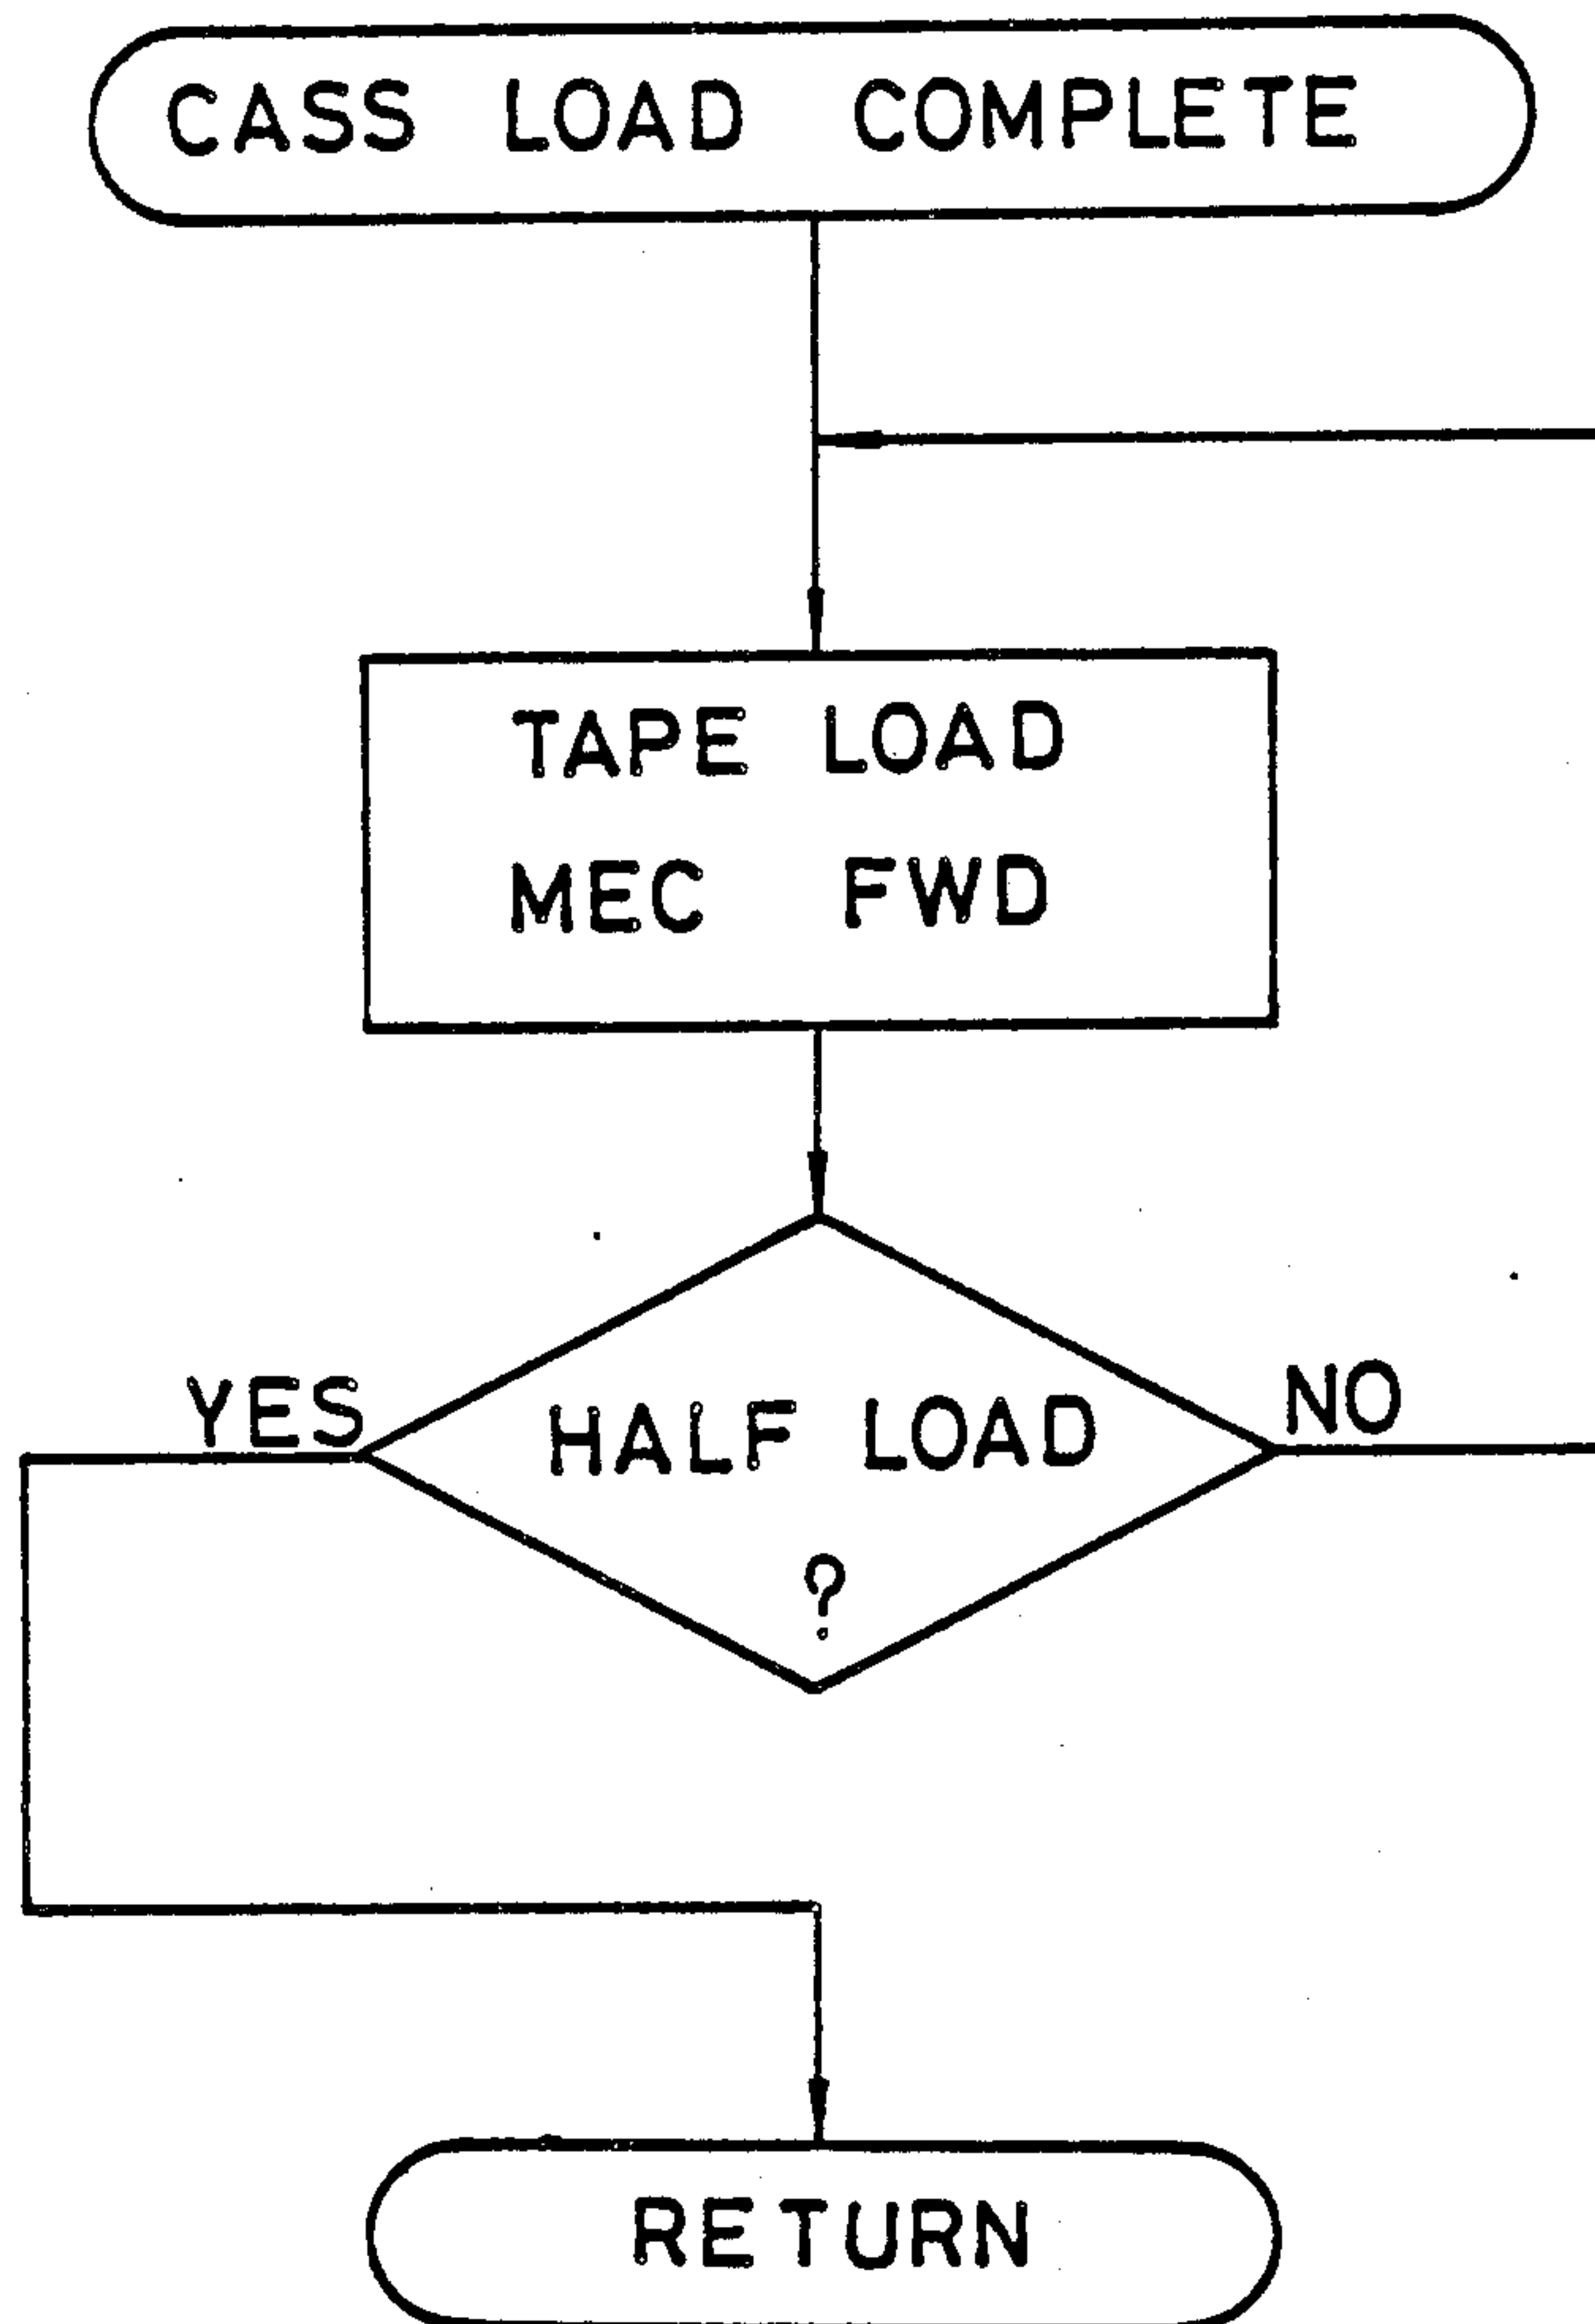 CASS LOAD COMPLETE
TAPE LOAD
MEC FWD
YES
HALF LOAD
?
NO
RETURN